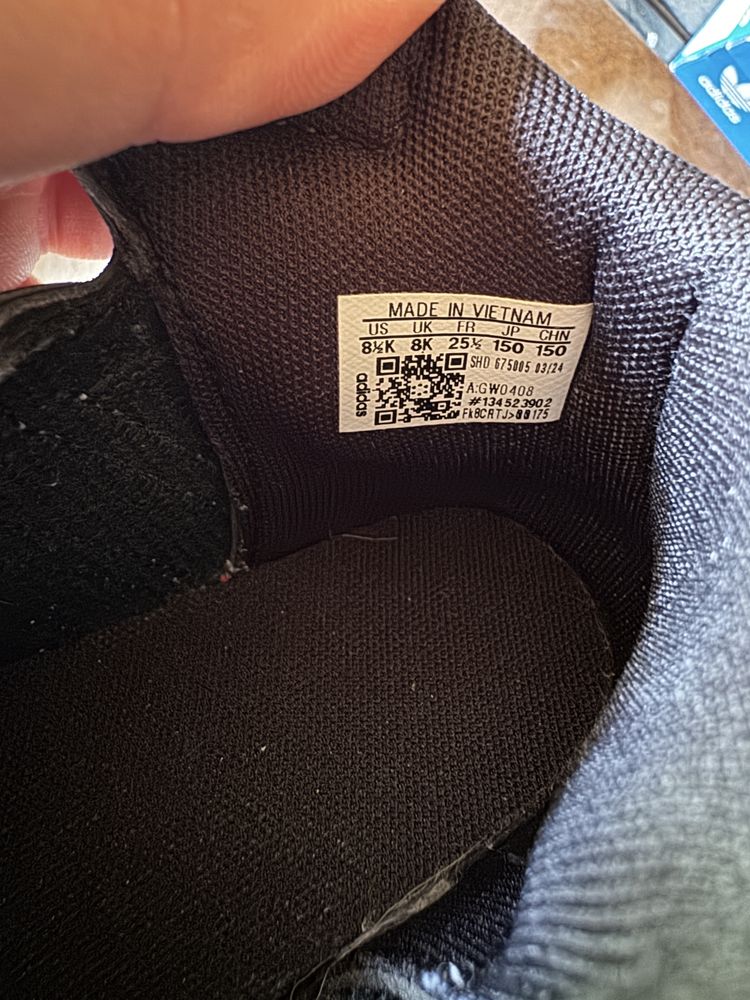 adidas
MADE IN VIETNAM
US UK FR JP CHN
8½K 8K 25½ 150 150
SHD 675005 03/24
A:GW0408
#134523902
adidas